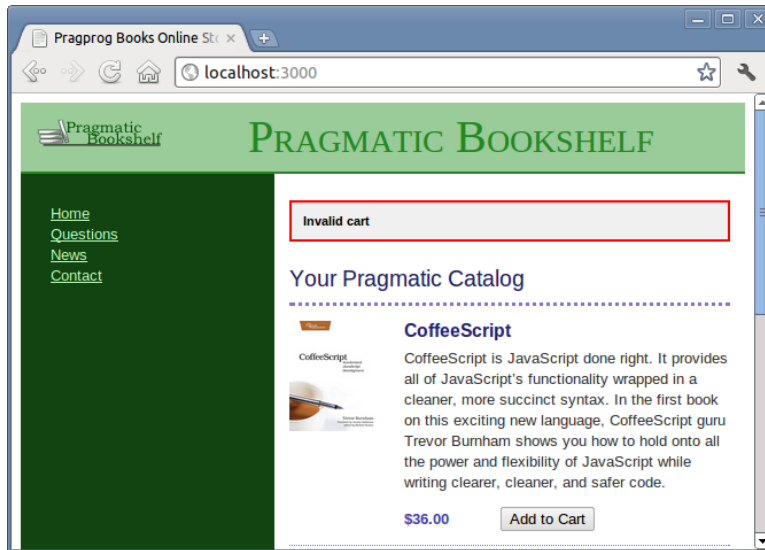 Pragprog Books Online Sto
localhost:3000
Pragmatic
Bookshelf
PRAGMATIC BOOKSHELF
Home
Questions
News
Contact
Invalid cart
Your Pragmatic Catalog
CoffeeScript
CoffeeScript
CoffeeScript is JavaScript done right. It provides
all of JavaScript's functionality wrapped in a
cleaner, more succinct syntax. In the first book
on this exciting new language, CoffeeScript guru
Trevor Burnham shows you how to hold onto all
the power and flexibility of JavaScript while
writing clearer, cleaner, and safer code.
Trevor Burnham
$36.00
Add to Cart